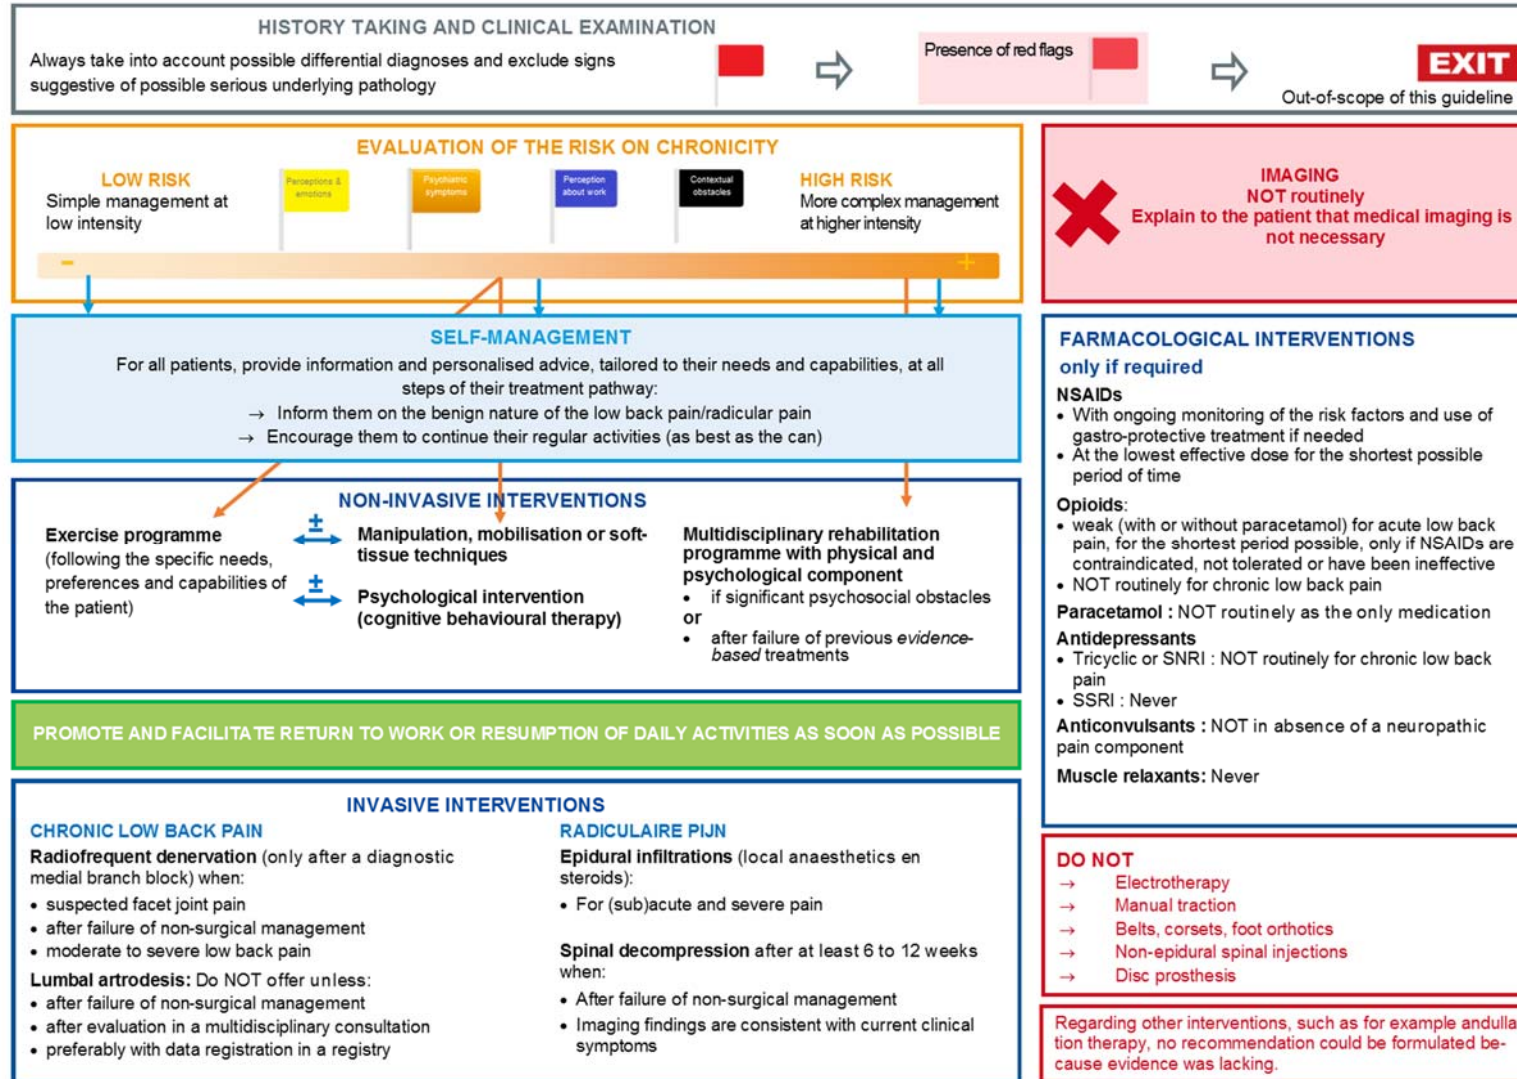 HISTORY TAKING AND CLINICAL EXAMINATION
Always take into account possible differential diagnoses and exclude signs
suggestive of possible serious underlying pathology
Presence of red flags
EXIT
Out-of-scope of this guideline
EVALUATION OF THE RISK ON CHRONICITY
LOW RISK
Simple management at
low intensity
Perceptions &
emotions
Psychiatric
symptoms
Perception
about work
Contextual
obstacles
HIGH RISK
More complex management
at higher intensity
-
+
IMAGING
NOT routinely
Explain to the patient that medical imaging is
not necessary
SELF-MANAGEMENT
For all patients, provide information and personalised advice, tailored to their needs and capabilities, at all
steps of their treatment pathway:
→ Inform them on the benign nature of the low back pain/radicular pain
→ Encourage them to continue their regular activities (as best as the can)
NON-INVASIVE INTERVENTIONS
Exercise programme
(following the specific needs,
preferences and capabilities of
the patient)
±
±
Manipulation, mobilisation or soft-
tissue techniques
Psychological intervention
(cognitive behavioural therapy)
Multidisciplinary rehabilitation
programme with physical and
psychological component
• if significant psychosocial obstacles
or
• after failure of previous evidence-
based treatments
PROMOTE AND FACILITATE RETURN TO WORK OR RESUMPTION OF DAILY ACTIVITIES AS SOON AS POSSIBLE
INVASIVE INTERVENTIONS
CHRONIC LOW BACK PAIN
Radiofrequent denervation (only after a diagnostic
medial branch block) when:
• suspected facet joint pain
• after failure of non-surgical management
• moderate to severe low back pain
Lumbal artrodesis: Do NOT offer unless:
• after failure of non-surgical management
• after evaluation in a multidisciplinary consultation
• preferably with data registration in a registry
RADICULAIRE PIJN
Epidural infiltrations (local anaesthetics en
steroids):
• For (sub)acute and severe pain
Spinal decompression after at least 6 to 12 weeks
when:
• After failure of non-surgical management
• Imaging findings are consistent with current clinical
symptoms
FARMACOLOGICAL INTERVENTIONS
only if required
NSAIDs
• With ongoing monitoring of the risk factors and use of
gastro-protective treatment if needed
• At the lowest effective dose for the shortest possible
period of time
Opioids:
• weak (with or without paracetamol) for acute low back
pain, for the shortest period possible, only if NSAIDs are
contraindicated, not tolerated or have been ineffective
• NOT routinely for chronic low back pain
Paracetamol : NOT routinely as the only medication
Antidepressants
• Tricyclic or SNRI : NOT routinely for chronic low back
pain
• SSRI : Never
Anticonvulsants : NOT in absence of a neuropathic
pain component
Muscle relaxants: Never
DO NOT
→ Electrotherapy
→ Manual traction
→ Belts, corsets, foot orthotics
→ Non-epidural spinal injections
→ Disc prosthesis
Regarding other interventions, such as for example andulla-
tion therapy, no recommendation could be formulated be-
cause evidence was lacking.